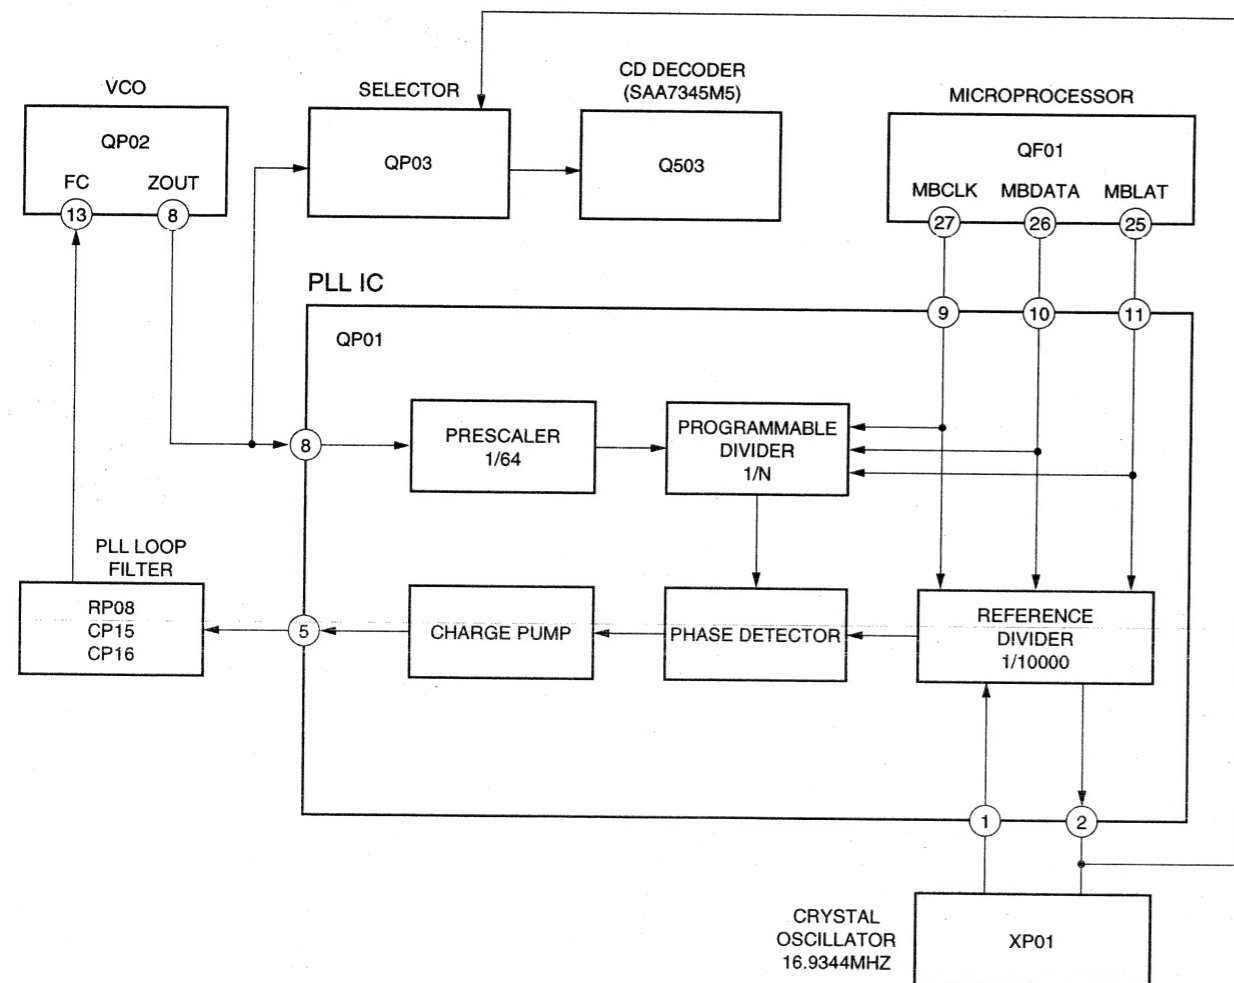 VCO
QP02
FC ZOUT
13 8
SELECTOR
QP03
CD DECODER
(SAA7345M5)
Q503
MICROPROCESSOR
QF01
MBCLK MBDATA MBLAT
27 26 25
PLL IC
9 10 11
QP01
8
PRESCALER
1/64
PROGRAMMABLE
DIVIDER
1/N
PLL LOOP
FILTER
RP08
CP15
CP16
5
CHARGE PUMP
PHASE DETECTOR
REFERENCE
DIVIDER
1/10000
1 2
CRYSTAL
OSCILLATOR
16.9344MHZ
XP01